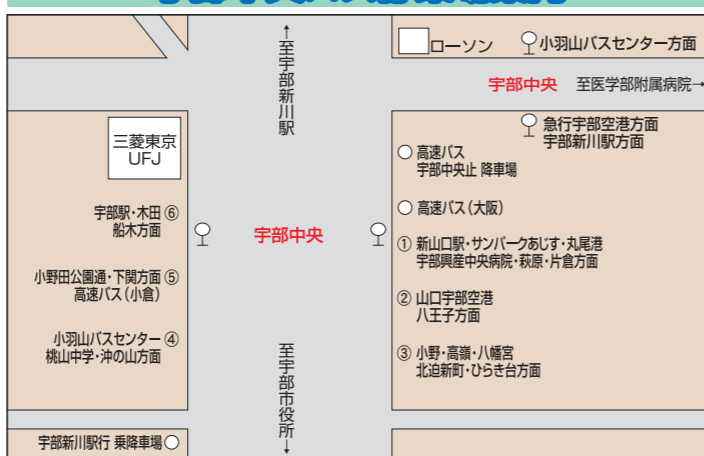 ↑至宇部新川駅
ローソン
小羽山バスセンター方面
宇部中央 至医学部附属病院→
三菱東京
UFJ
急行宇部空港方面
宇部新川駅方面
○ 高速バス
宇部中央止 降車場
○ 高速バス(大阪)
宇部駅・木田 ⑥
船木方面
宇部中央
① 新山口駅・サンパークあじす・丸尾港
宇部興産中央病院・萩原・片倉方面
小野田公園通・下関方面 ⑤
高速バス(小倉)
② 山口宇部空港
八王子方面
小羽山バスセンター ④
桃山中学・沖の山方面
③ 小野・高嶺・八幡宮
北迫新町・ひらき台方面
至宇部市役所→
宇部新川駅行 乗降車場○